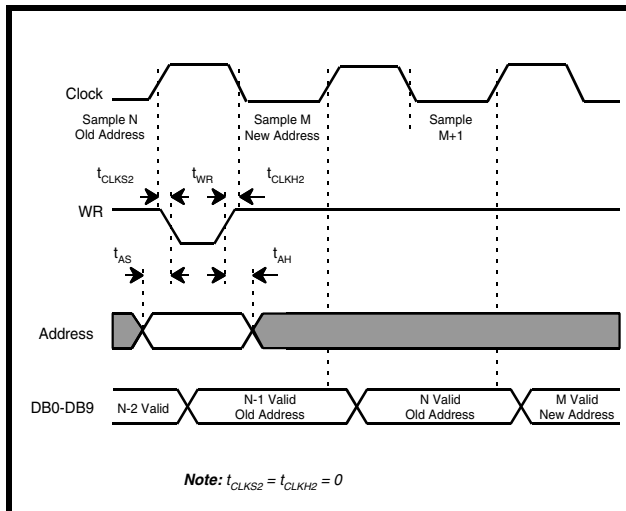 Clock
Sample N
Old Address
Sample M
New Address
Sample
M+1
tCLKS2
tWR
tCLKH2
WR
tAS
tAH
Address
DB0-DB9
N-2 Valid
N-1 Valid
Old Address
N Valid
Old Address
M Valid
New Address
Note: tCLKS2 = tCLKH2 = 0